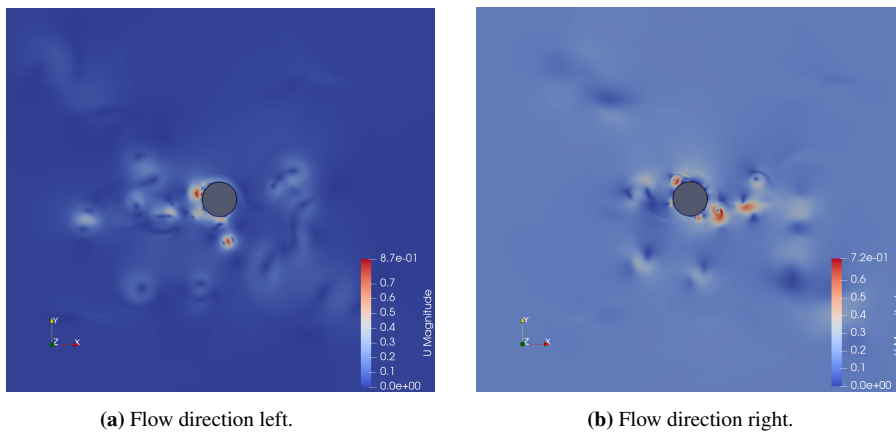 8.7e-01
0.7
0.6
0.5
0.4
0.3
0.2
0.1
0.0e+00
U Magnitude
Y
Z X
7.2e-01
0.6
0.5
0.4
0.3
0.2
0.1
0.0e+00
Y
Z X
(a) Flow direction left.
(b) Flow direction right.